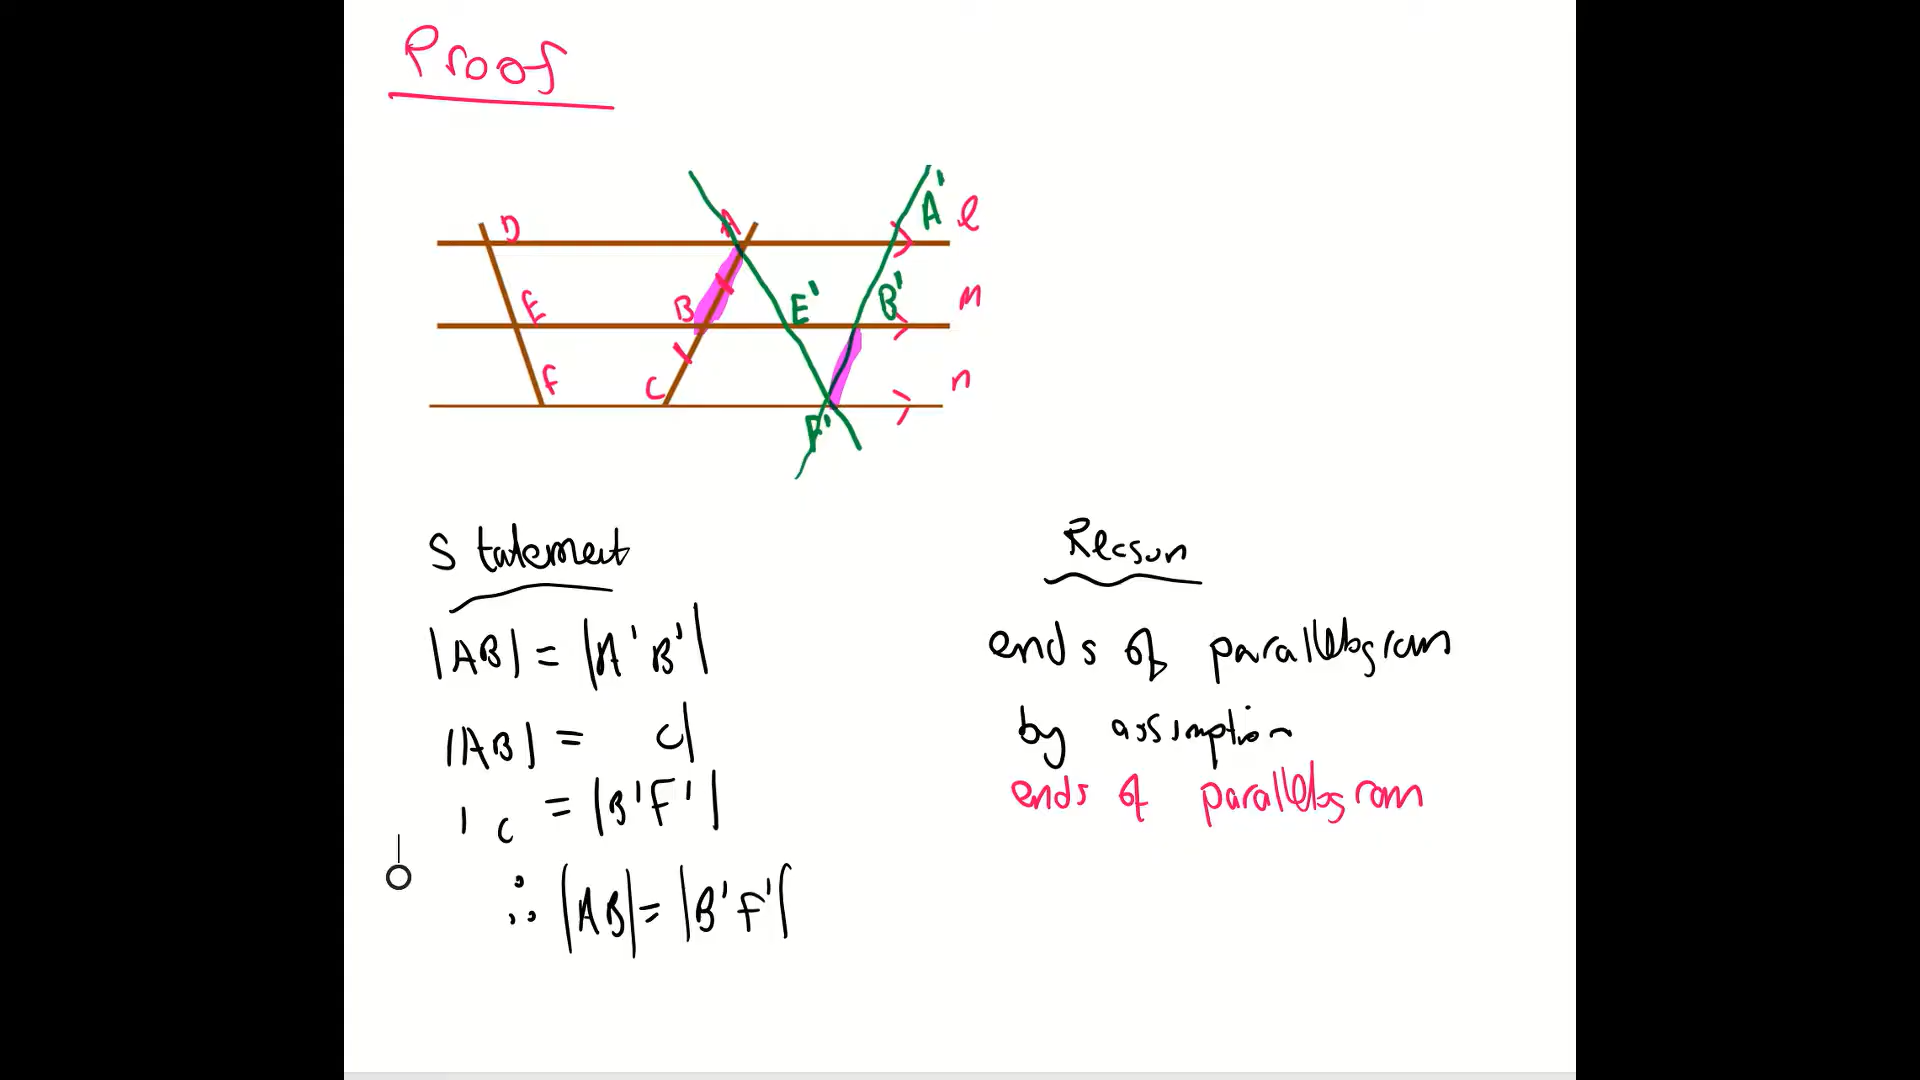 Proof
D A A' l
E B E' B' m
F C F' n
Statement Reason
|AB| = |A'B'| ends of parallelogram
|AB| = C| by assumption
' C = |B'F'| ends of parallelogram
∴ |AB| = |B'F'|